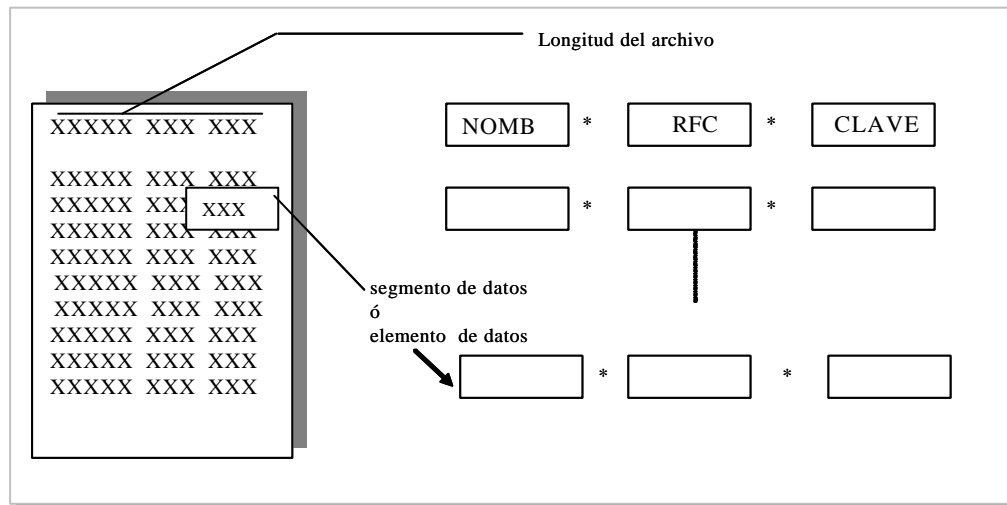 Longitud del archivo
XXXXX XXX XXX
XXXXX XXX XXX
XXXXX XXX
XXX
XXXXX XXX XXX
XXXXX XXX XXX
XXXXX XXX XXX
XXXXX XXX XXX
XXXXX XXX XXX
XXXXX XXX XXX
XXXXX XXX XXX
NOMB * RFC * CLAVE
* *
segmento de datos
ó
elemento de datos
* *